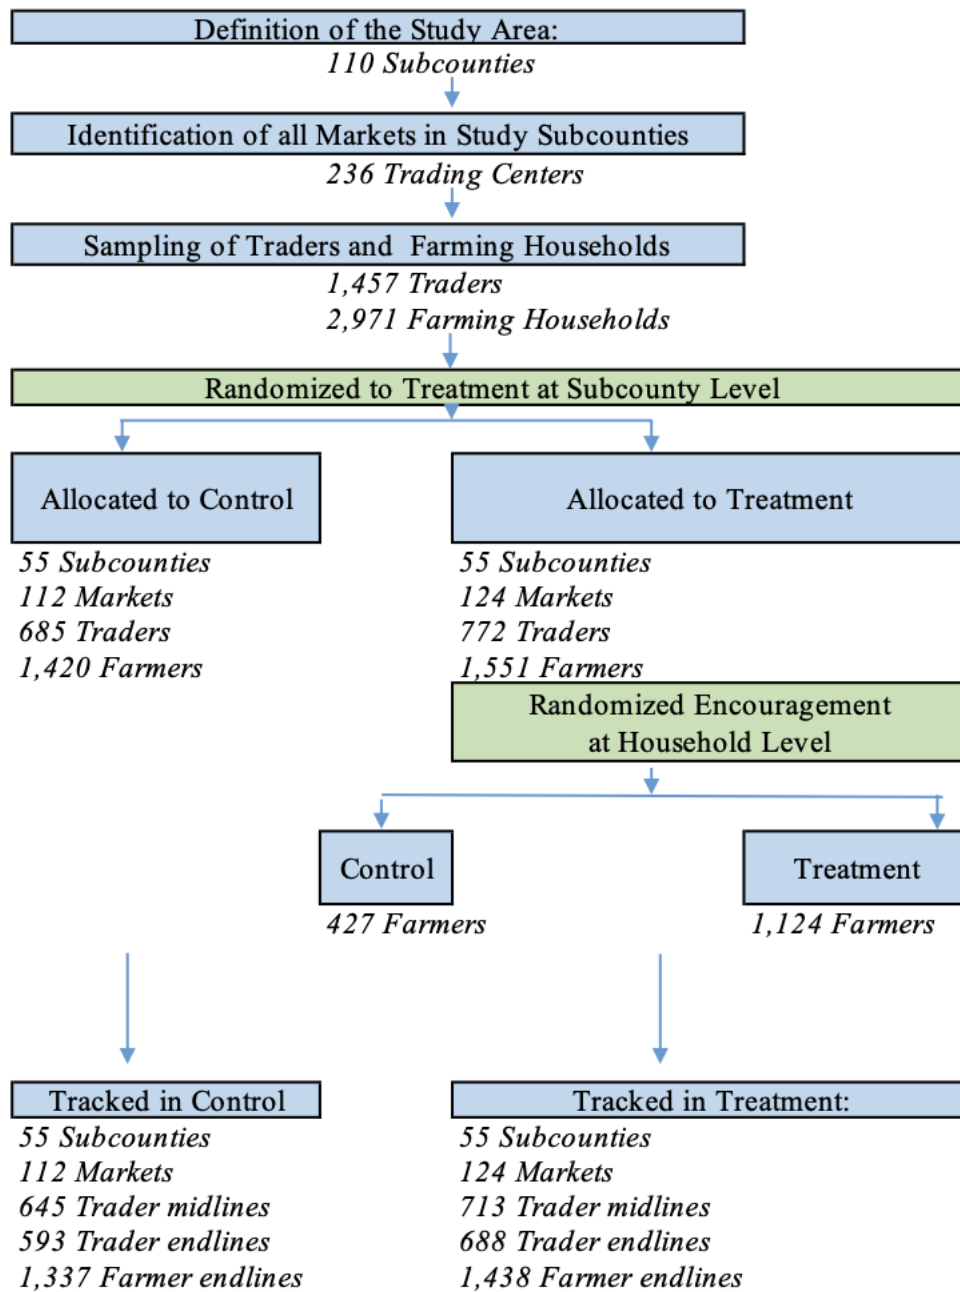 Definition of the Study Area:
110 Subcounties
Identification of all Markets in Study Subcounties
236 Trading Centers
Sampling of Traders and Farming Households
1,457 Traders
2,971 Farming Households
Randomized to Treatment at Subcounty Level
Allocated to Control
55 Subcounties
112 Markets
685 Traders
1,420 Farmers
Allocated to Treatment
55 Subcounties
124 Markets
772 Traders
1,551 Farmers
Randomized Encouragement
at Household Level
Control
427 Farmers
Treatment
1,124 Farmers
Tracked in Control
55 Subcounties
112 Markets
645 Trader midlines
593 Trader endlines
1,337 Farmer endlines
Tracked in Treatment:
55 Subcounties
124 Markets
713 Trader midlines
688 Trader endlines
1,438 Farmer endlines